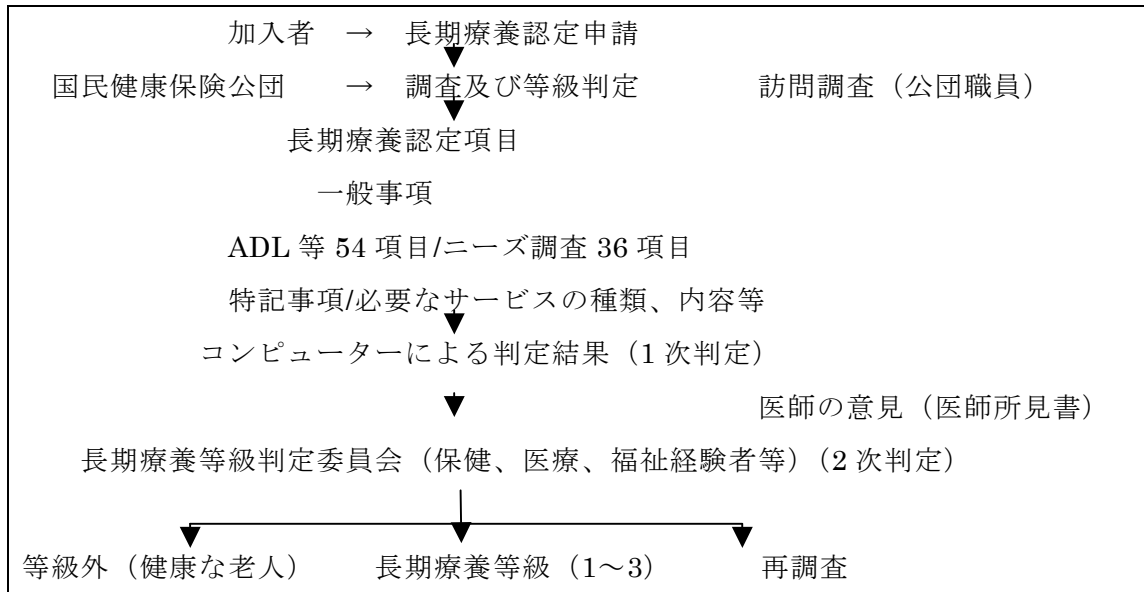 加入者 → 長期療養認定申請
国民健康保険公団 → 調査及び等級判定 訪問調査（公団職員）
長期療養認定項目
一般事項
ADL 等 54 項目/ニーズ調査 36 項目
特記事項/必要なサービスの種類、内容等
コンピューターによる判定結果（1 次判定）
医師の意見（医師所見書）
長期療養等級判定委員会（保健、医療、福祉経験者等）（2 次判定）
等級外（健康な老人） 長期療養等級（1～3） 再調査